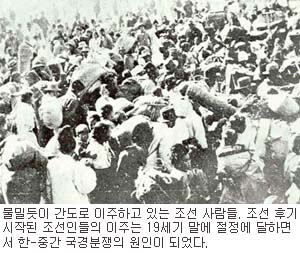 물밀듯이 간도로 이주하고 있는 조선 사람들. 조선 후기
시작된 조선인들의 이주는 19세기 말에 절정에 달하면
서 한-중간 국경분쟁의 원인이 되었다.